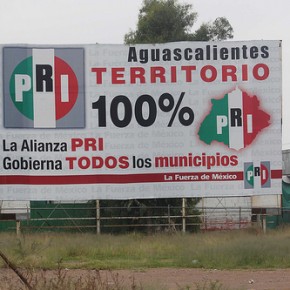 PRI
Aguascalientes
TERRITORIO
100%
PRI
La Alianza PRI
Gobierna TODOS los municipios
La Fuerza de México
PRI